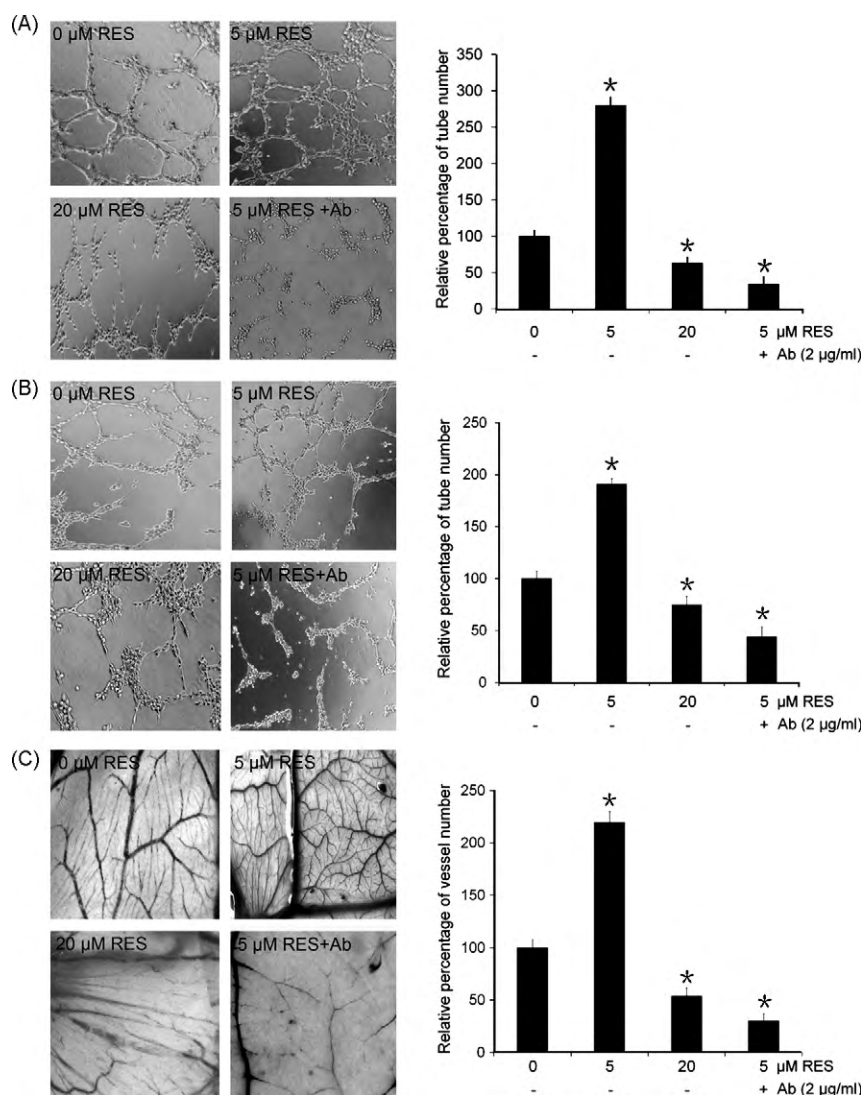 (A)
0 µM RES
5 µM RES
20 µM RES
5 µM RES +Ab
Relative percentage of tube number
350
300
250
200
150
100
50
0
*
*
*
0 5 20 5 µM RES
- - - + Ab (2 µg/ml)
(B)
0 µM RES
5 µM RES
20 µM RES
5 µM RES+Ab
Relative percentage of tube number
250
200
150
100
50
0
*
*
*
0 5 20 5 µM RES
- - - + Ab (2 µg/ml)
(C)
0 µM RES
5 µM RES
20 µM RES
5 µM RES+Ab
Relative percentage of vessel number
250
200
150
100
50
0
*
*
*
0 5 20 5 µM RES
- - - + Ab (2 µg/ml)